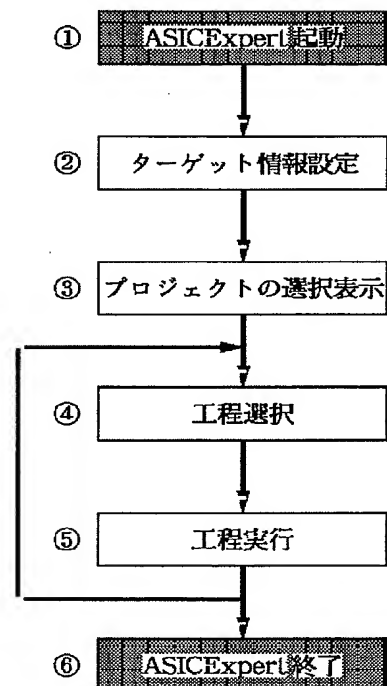 ① ASICExpert起動
② ターゲット情報設定
③ プロジェクトの選択表示
④ 工程選択
⑤ 工程実行
⑥ ASICExpert終了